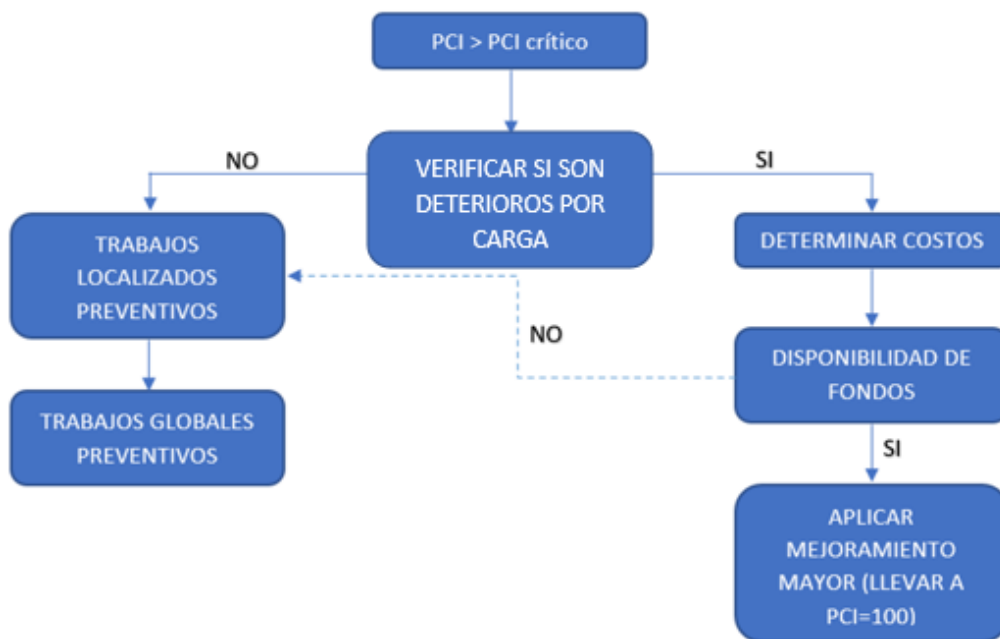 PCI > PCI crítico
NO
VERIFICAR SI SON
DETERIOROS POR
CARGA
SI
TRABAJOS
LOCALIZADOS
PREVENTIVOS
DETERMINAR COSTOS
NO
DISPONIBILIDAD DE
FONDOS
TRABAJOS GLOBALES
PREVENTIVOS
SI
APLICAR
MEJORAMIENTO
MAYOR (LLEVAR A
PCI=100)